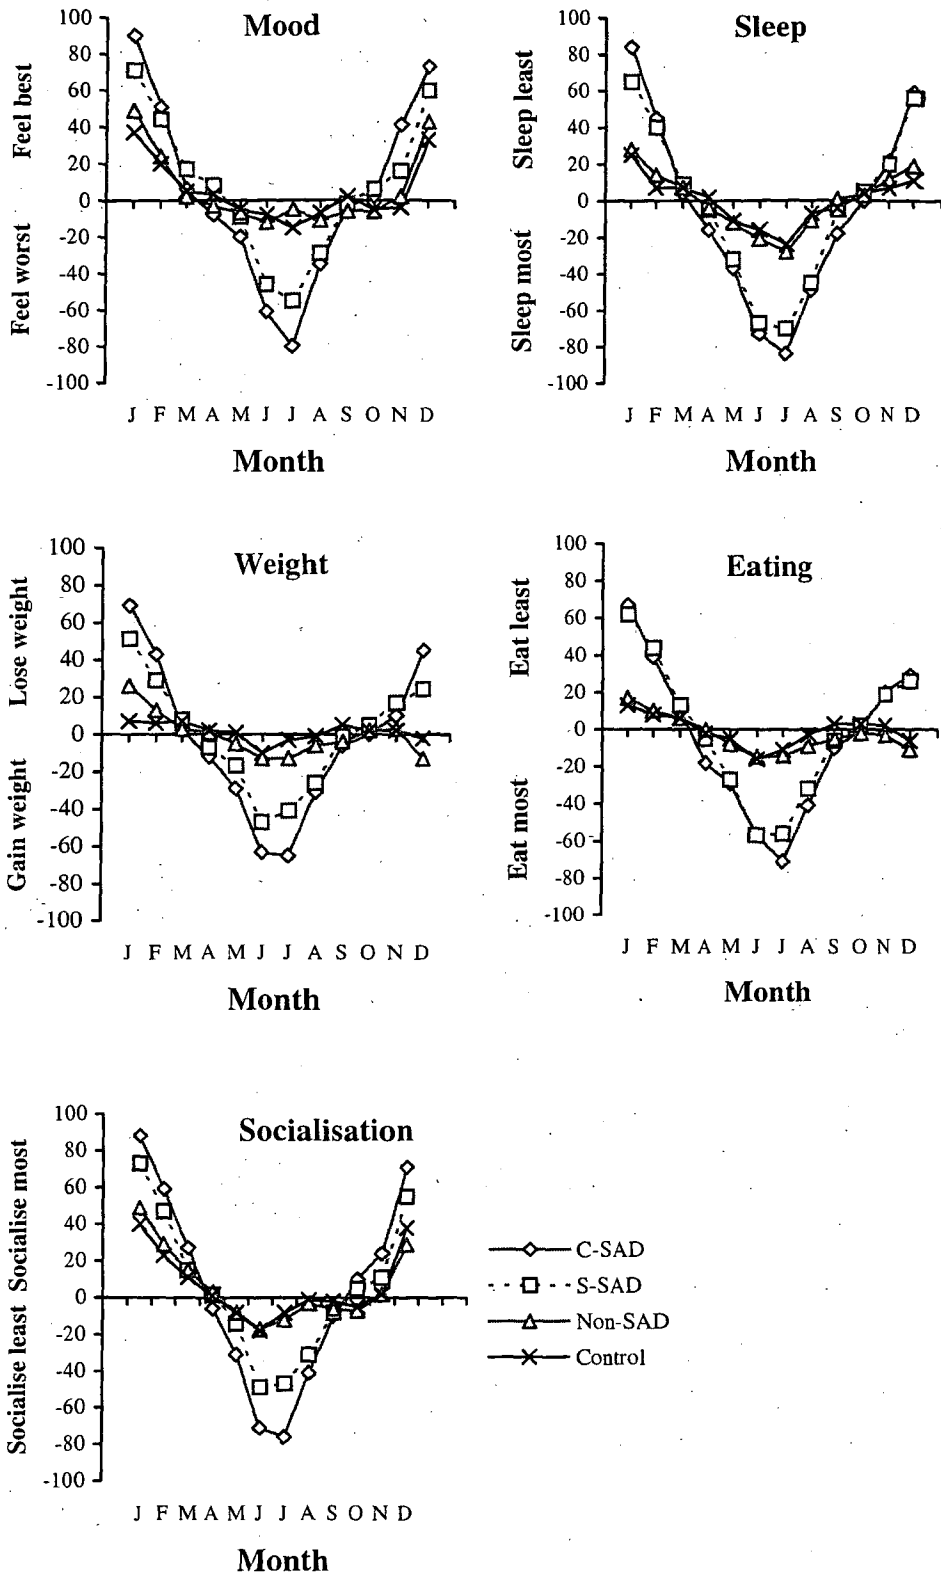 Mood
Feel best
Feel worst
100
80
60
40
20
0
-20
-40
-60
-80
-100
J F M A M J J A S O N D
Month
Sleep
Sleep least
Sleep most
100
80
60
40
20
0
-20
-40
-60
-80
-100
J F M A M J J A S O N D
Month
Weight
Lose weight
Gain weight
100
80
60
40
20
0
-20
-40
-60
-80
-100
J F M A M J J A S O N D
Month
Eating
Eat least
Eat most
100
80
60
40
20
0
-20
-40
-60
-80
-100
J F M A M J J A S O N D
Month
Socialisation
Socialise most
Socialise least
100
80
60
40
20
0
-20
-40
-60
-80
-100
J F M A M J J A S O N D
Month
C-SAD
S-SAD
Non-SAD
Control